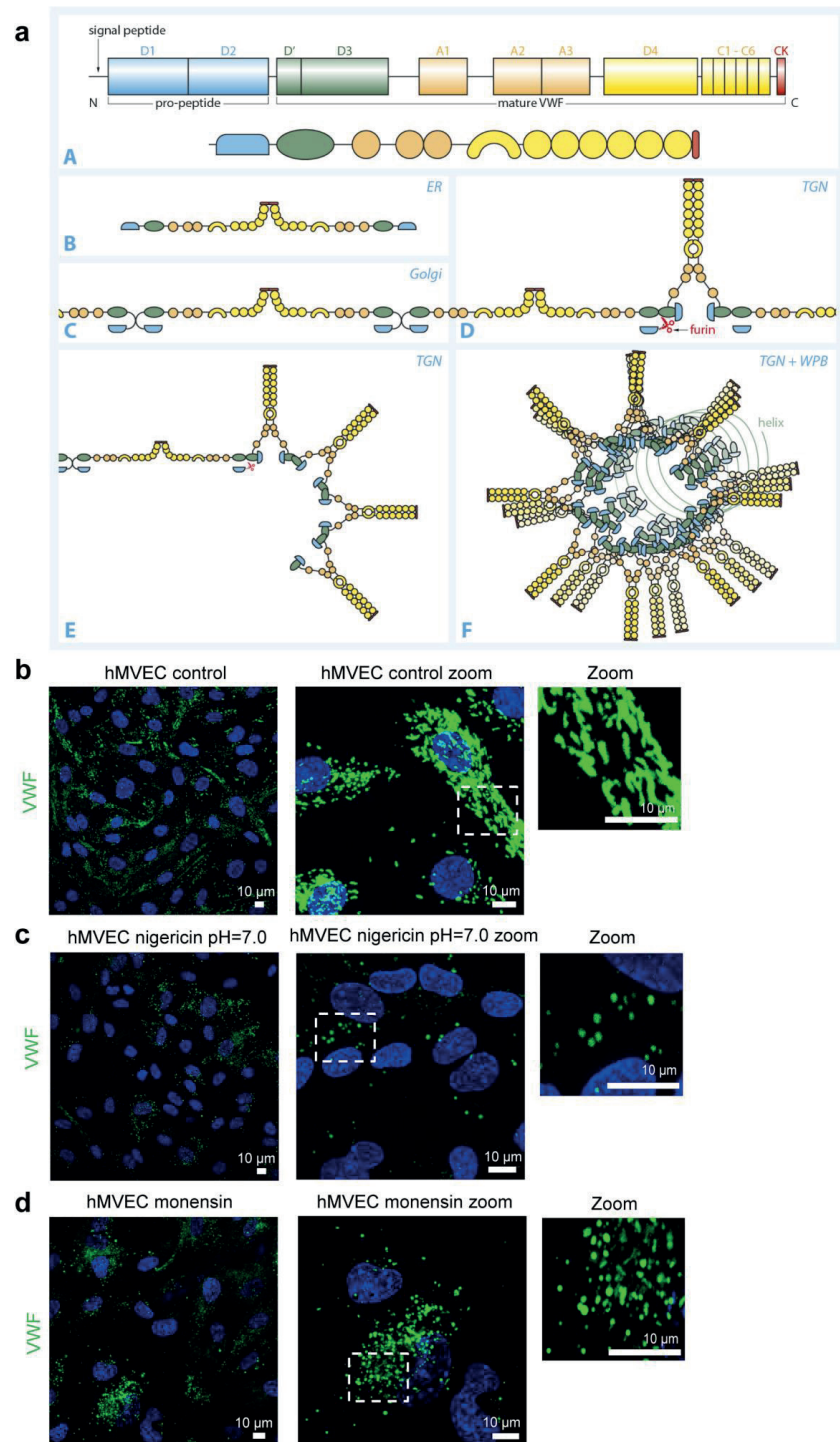 a
signal peptide
D1 D2 D' D3 A1 A2 A3 D4 C1 - C6 CK
N pro-peptide mature VWF C
A
ER
B
TGN
Golgi
C
furin
D
TGN
E
TGN + WPB
helix
F
b
hMVEC control hMVEC control zoom Zoom
VWF
10 µm
10 µm
10 µm
c
hMVEC nigericin pH=7.0 hMVEC nigericin pH=7.0 zoom Zoom
VWF
10 µm
10 µm
10 µm
d
hMVEC monensin hMVEC monensin zoom Zoom
VWF
10 µm
10 µm
10 µm